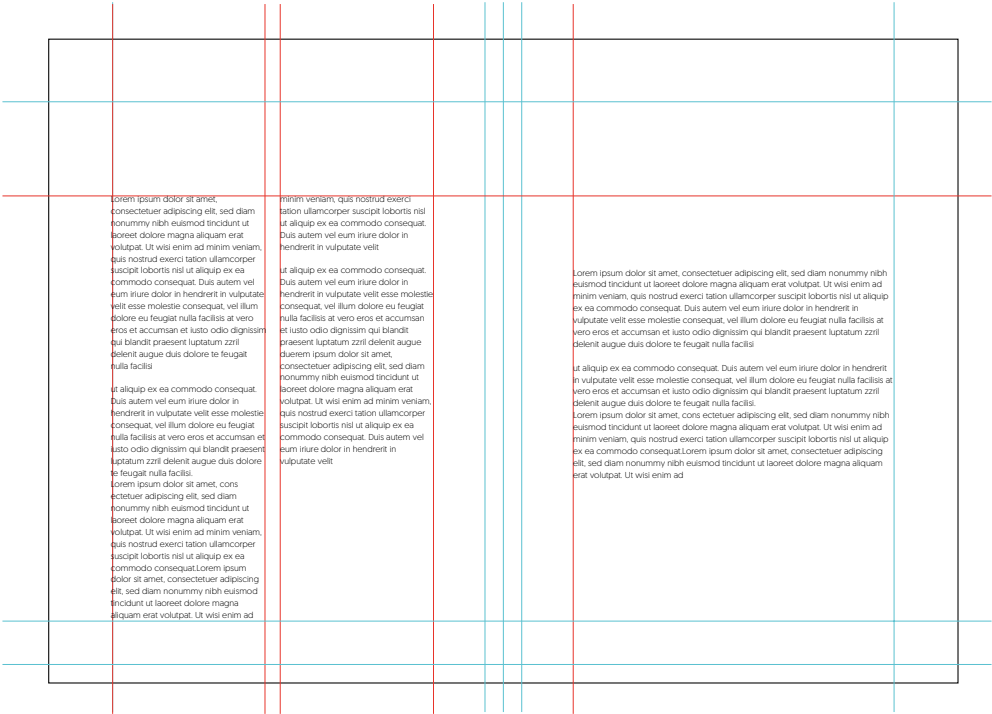 Lorem ipsum dolor sit amet,
consectetuer adipiscing elit, sed diam
nonummy nibh euismod tincidunt ut
laoreet dolore magna aliquam erat
volutpat. Ut wisi enim ad minim veniam,
quis nostrud exerci tation ullamcorper
suscipit lobortis nisl ut aliquip ex ea
commodo consequat. Duis autem vel
eum iriure dolor in hendrerit in vulputate
velit esse molestie consequat, vel illum
dolore eu feugiat nulla facilisis at vero
eros et accumsan et iusto odio dignissim
qui blandit praesent luptatum zzril
delenit augue duis dolore te feugait
nulla facilisi
ut aliquip ex ea commodo consequat.
Duis autem vel eum iriure dolor in
hendrerit in vulputate velit esse molestie
consequat, vel illum dolore eu feugiat
nulla facilisis at vero eros et accumsan et
iusto odio dignissim qui blandit praesent
luptatum zzril delenit augue duis dolore
te feugait nulla facilisi.
Lorem ipsum dolor sit amet, cons
ectetuer adipiscing elit, sed diam
nonummy nibh euismod tincidunt ut
laoreet dolore magna aliquam erat
volutpat. Ut wisi enim ad minim veniam,
quis nostrud exerci tation ullamcorper
suscipit lobortis nisl ut aliquip ex ea
commodo consequat.Lorem ipsum
dolor sit amet, consectetuer adipiscing
elit, sed diam nonummy nibh euismod
tincidunt ut laoreet dolore magna
aliquam erat volutpat. Ut wisi enim ad
minim veniam, quis nostrud exerci
tation ullamcorper suscipit lobortis nisl
ut aliquip ex ea commodo consequat.
Duis autem vel eum iriure dolor in
hendrerit in vulputate velit
ut aliquip ex ea commodo consequat.
Duis autem vel eum iriure dolor in
hendrerit in vulputate velit esse molestie
consequat, vel illum dolore eu feugiat
nulla facilisis at vero eros et accumsan
et iusto odio dignissim qui blandit
praesent luptatum zzril delenit augue
duerem ipsum dolor sit amet,
consectetuer adipiscing elit, sed diam
nonummy nibh euismod tincidunt ut
laoreet dolore magna aliquam erat
volutpat. Ut wisi enim ad minim veniam,
quis nostrud exerci tation ullamcorper
suscipit lobortis nisl ut aliquip ex ea
commodo consequat. Duis autem vel
eum iriure dolor in hendrerit in
vulputate velit
Lorem ipsum dolor sit amet, consectetuer adipiscing elit, sed diam nonummy nibh
euismod tincidunt ut laoreet dolore magna aliquam erat volutpat. Ut wisi enim ad
minim veniam, quis nostrud exerci tation ullamcorper suscipit lobortis nisl ut aliquip
ex ea commodo consequat. Duis autem vel eum iriure dolor in hendrerit in
vulputate velit esse molestie consequat, vel illum dolore eu feugiat nulla facilisis at
vero eros et accumsan et iusto odio dignissim qui blandit praesent luptatum zzril
delenit augue duis dolore te feugait nulla facilisi
ut aliquip ex ea commodo consequat. Duis autem vel eum iriure dolor in hendrerit
in vulputate velit esse molestie consequat, vel illum dolore eu feugiat nulla facilisis at
vero eros et accumsan et iusto odio dignissim qui blandit praesent luptatum zzril
delenit augue duis dolore te feugait nulla facilisi.
Lorem ipsum dolor sit amet, cons ectetuer adipiscing elit, sed diam nonummy nibh
euismod tincidunt ut laoreet dolore magna aliquam erat volutpat. Ut wisi enim ad
minim veniam, quis nostrud exerci tation ullamcorper suscipit lobortis nisl ut aliquip
ex ea commodo consequat.Lorem ipsum dolor sit amet, consectetuer adipiscing
elit, sed diam nonummy nibh euismod tincidunt ut laoreet dolore magna aliquam
erat volutpat. Ut wisi enim ad